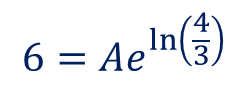 6 = Ae^{ln(4/3)}